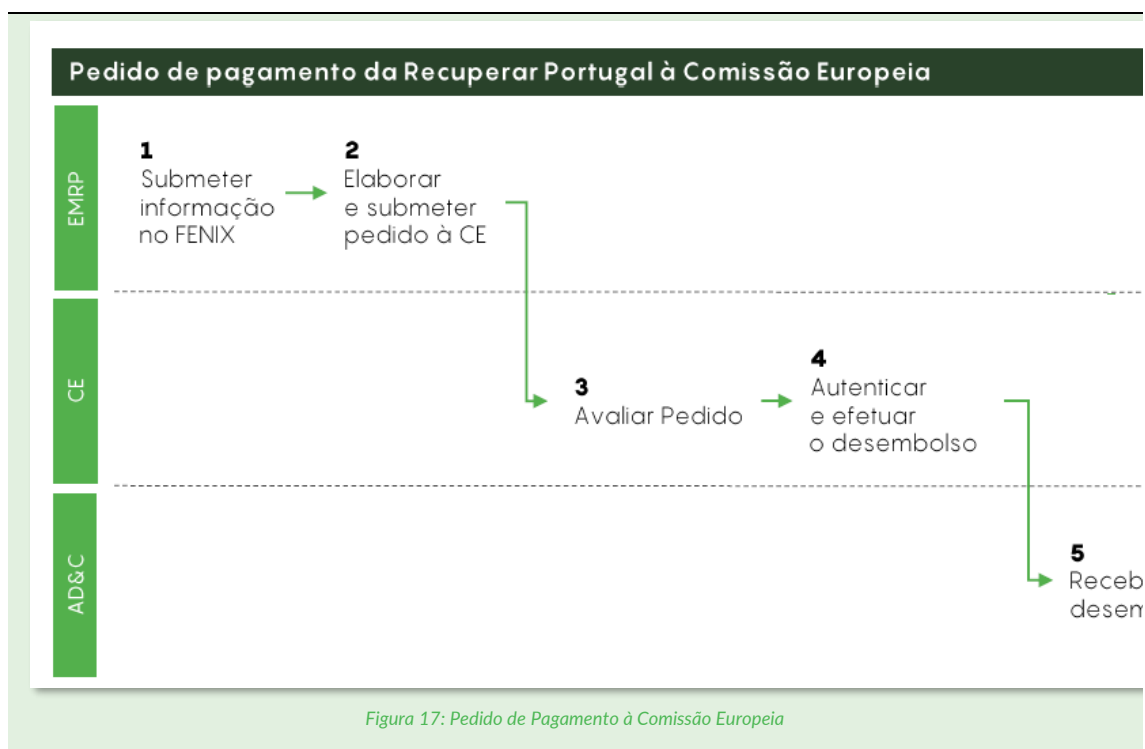 Pedido de pagamento da Recuperar Portugal à Comissão Europeia
EMRP
1
Submeter
informação
no FENIX
2
Elaborar
e submeter
pedido à CE
CE
3
Avaliar Pedido
4
Autenticar
e efetuar
o desembolso
AD&C
5
Figura 17: Pedido de Pagamento à Comissão Europeia